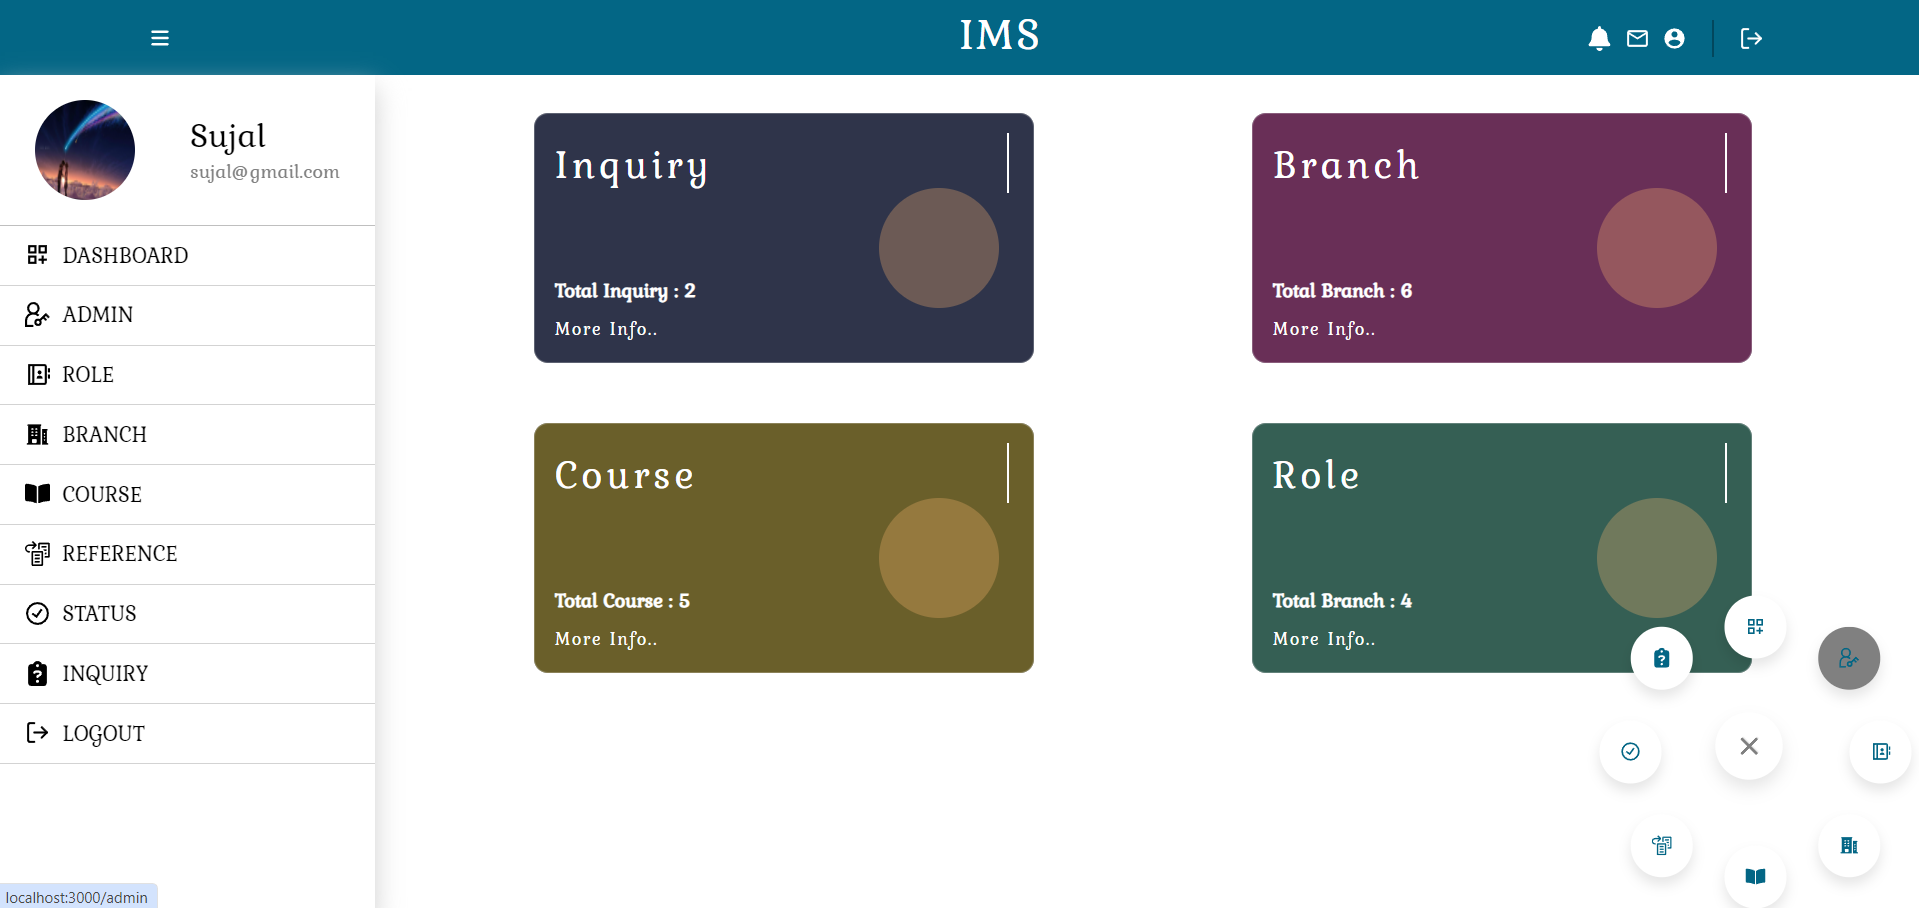 IMS
Sujal
sujal@gmail.com
DASHBOARD
ADMIN
ROLE
BRANCH
COURSE
REFERENCE
STATUS
INQUIRY
LOGOUT
Inquiry
Total Inquiry : 2
More Info..
Branch
Total Branch : 6
More Info..
Course
Total Course : 5
More Info..
Role
Total Branch : 4
More Info..
localhost:3000/admin